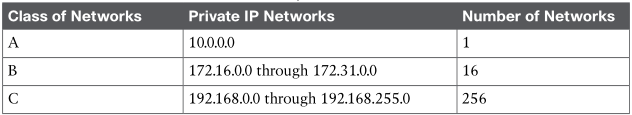 Class of Networks Private IP Networks Number of Networks
A 10.0.0.0 1
B 172.16.0.0 through 172.31.0.0 16
C 192.168.0.0 through 192.168.255.0 256